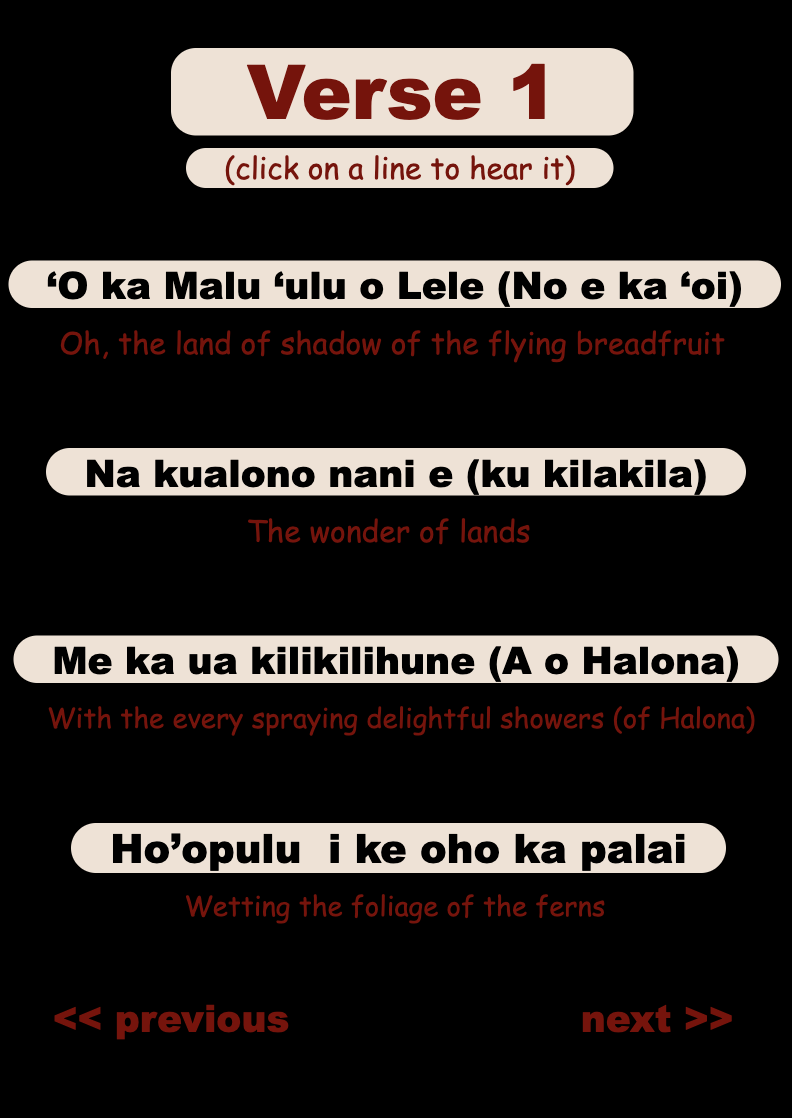 Verse 1
(click on a line to hear it)
‘O ka Malu ‘ulu o Lele (No e ka ‘oi)
Oh, the land of shadow of the flying breadfruit
Na kualono nani e (ku kilakila)
The wonder of lands
Me ka ua kilikilihune (A o Halona)
With the every spraying delightful showers (of Halona)
Ho’opulu  i ke oho ka palai
Wetting the foliage of the ferns
<< previous next >>